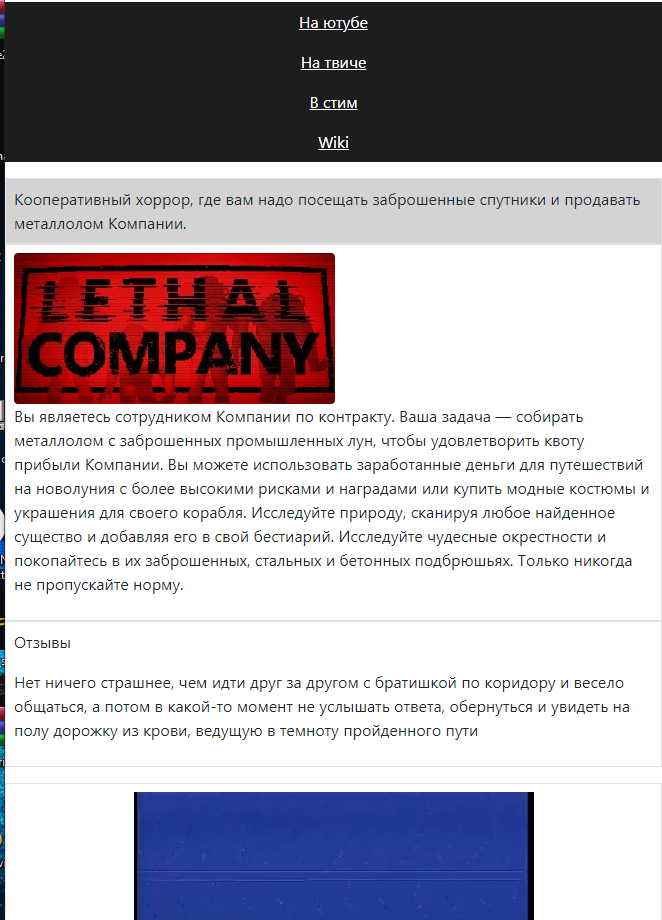 На ютубе
На твиче
В стим
Wiki
Кооперативный хоррор, где вам надо посещать заброшенные спутники и продавать
металлолом Компании.
LETHAL
COMPANY
Вы являетесь сотрудником Компании по контракту. Ваша задача — собирать
металлолом с заброшенных промышленных лун, чтобы удовлетворить квоту
прибыли Компании. Вы можете использовать заработанные деньги для путешествий
на новолуния с более высокими рисками и наградами или купить модные костюмы и
украшения для своего корабля. Исследуйте природу, сканируя любое найденное
существо и добавляя его в свой бестиарий. Исследуйте чудесные окрестности и
покопайтесь в их заброшенных, стальных и бетонных подбрюшьях. Только никогда
не пропускайте норму.
Отзывы
Нет ничего страшнее, чем идти друг за другом с братишкой по коридору и весело
общаться, а потом в какой-то момент не услышать ответа, обернуться и увидеть на
полу дорожку из крови, ведущую в темноту пройденного пути